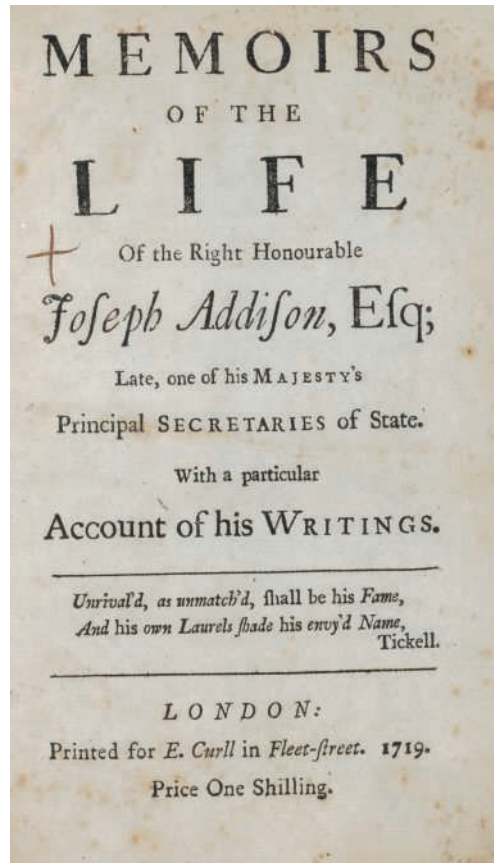 MEMOIRS
OF THE
LIFE
Of the Right Honourable
Joſeph Addiſon, Eſq;
Late, one of his MAJESTY's
Principal SECRETARIES of State.
With a particular
Account of his WRITINGS.
Unrival'd, as unmatch'd, ſhall be his Fame,
And his own Laurels ſhade his envy'd Name,
Tickell.
LONDON:
Printed for E. Curll in Fleet-ſtreet. 1719.
Price One Shilling.